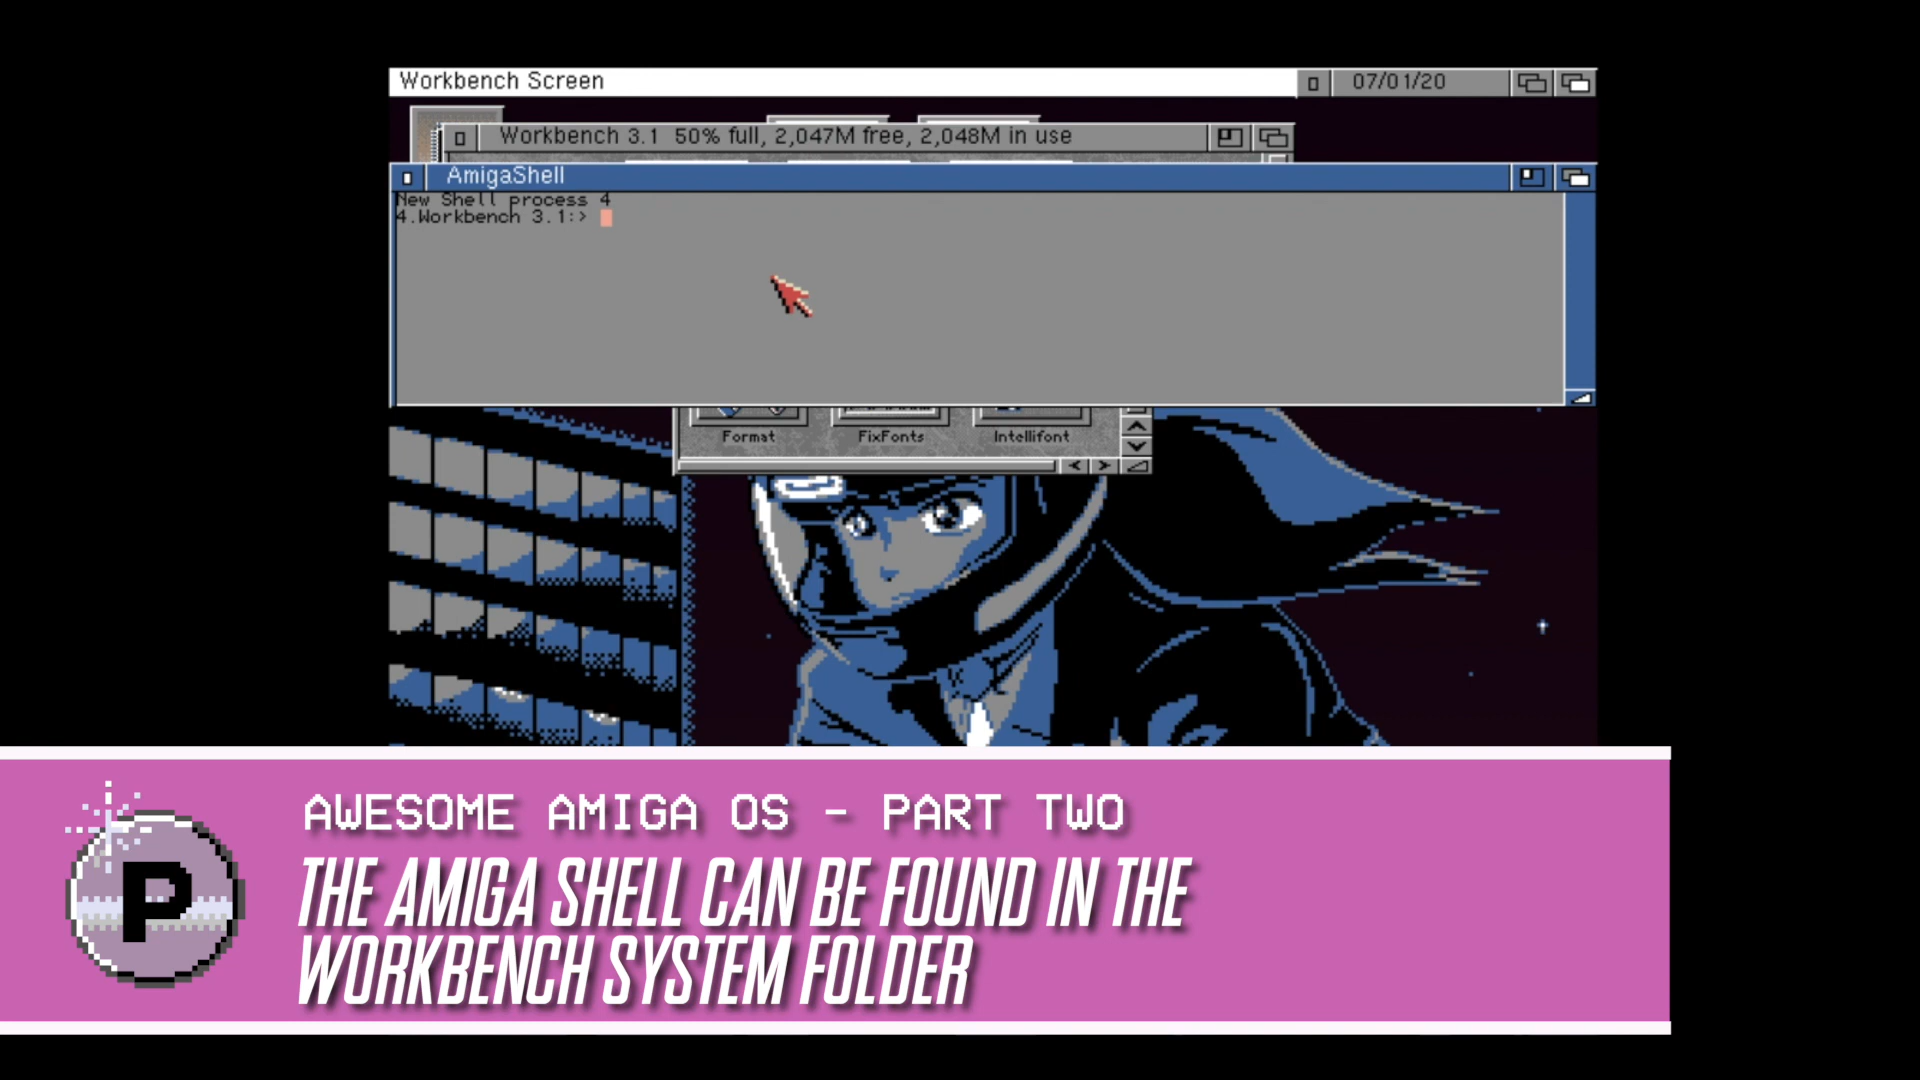 Workbench Screen
07/01/20
Workbench 3.1 50% full, 2,047M free, 2,048M in use
AmigaShell
New Shell process 4
4.Workbench 3.1:>
Format
FixFonts
Intellifont
P
AWESOME AMIGA OS - PART TWO
THE AMIGA SHELL CAN BE FOUND IN THE
WORKBENCH SYSTEM FOLDER